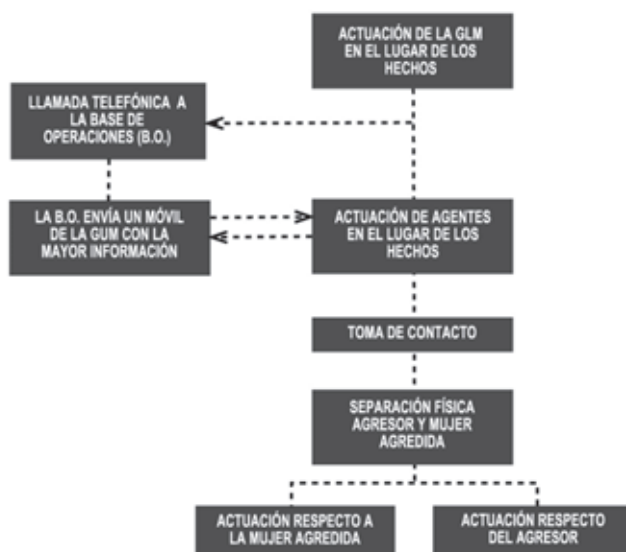 ACTUACIÓN DE LA GLM
EN EL LUGAR DE LOS
HECHOS
LLAMADA TELEFÓNICA A
LA BASE DE
OPERACIONES (B.O.)
LA B.O. ENVÍA UN MÓVIL
DE LA GUM CON LA
MAYOR INFORMACIÓN
ACTUACIÓN DE AGENTES
EN EL LUGAR DE LOS
HECHOS
TOMA DE CONTACTO
SEPARACIÓN FÍSICA
AGRESOR Y MUJER
AGREDIDA
ACTUACIÓN RESPECTO A
LA MUJER AGREDIDA
ACTUACIÓN RESPECTO
DEL AGRESOR